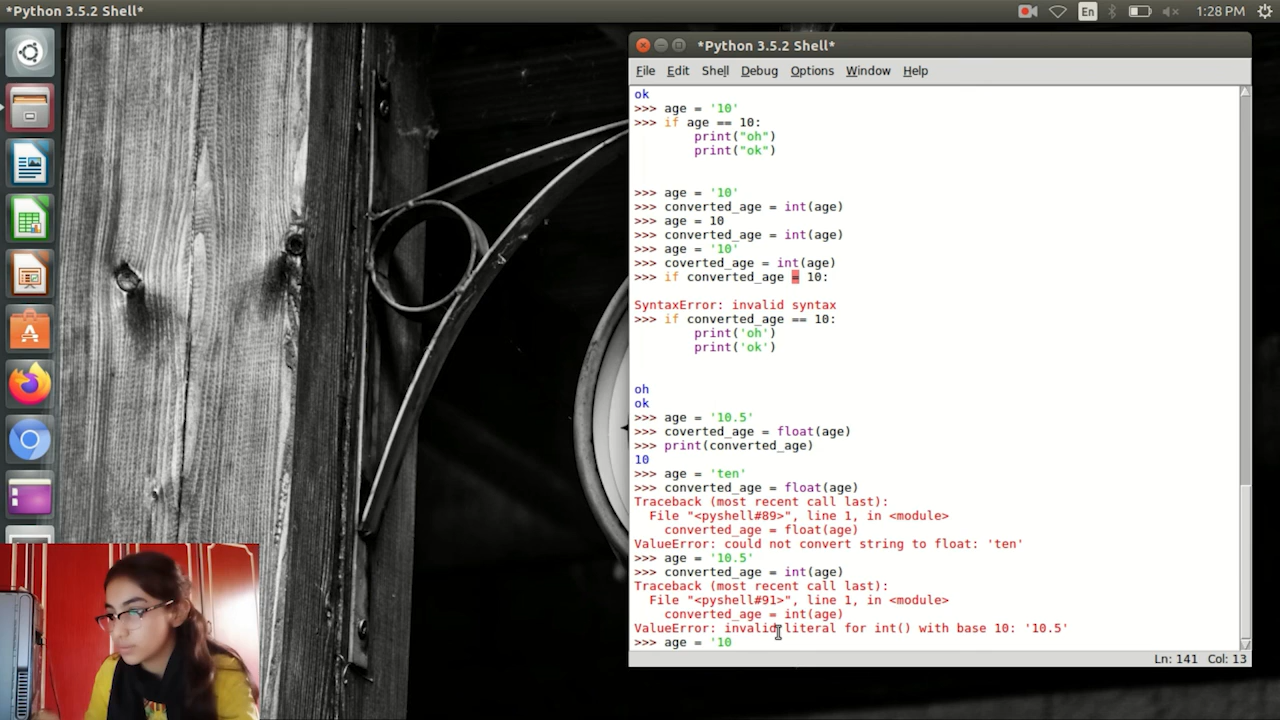 *Python 3.5.2 Shell*
En
1:28 PM
*Python 3.5.2 Shell*
File Edit Shell Debug Options Window Help
ok
>>> age = '10'
>>> if age == 10:
print("oh")
print("ok")
>>> age = '10'
>>> converted_age = int(age)
>>> age = 10
>>> converted_age = int(age)
>>> age = '10'
>>> coverted_age = int(age)
>>> if converted_age = 10:
SyntaxError: invalid syntax
>>> if converted_age == 10:
print('oh')
print('ok')
oh
ok
>>> age = '10.5'
>>> coverted_age = float(age)
>>> print(converted_age)
10
>>> age = 'ten'
>>> converted_age = float(age)
Traceback (most recent call last):
File "<pyshell#89>", line 1, in <module>
converted_age = float(age)
ValueError: could not convert string to float: 'ten'
>>> age = '10.5'
>>> converted_age = int(age)
Traceback (most recent call last):
File "<pyshell#91>", line 1, in <module>
converted_age = int(age)
ValueError: invalid literal for int() with base 10: '10.5'
>>> age = '10
Ln: 141 Col: 13